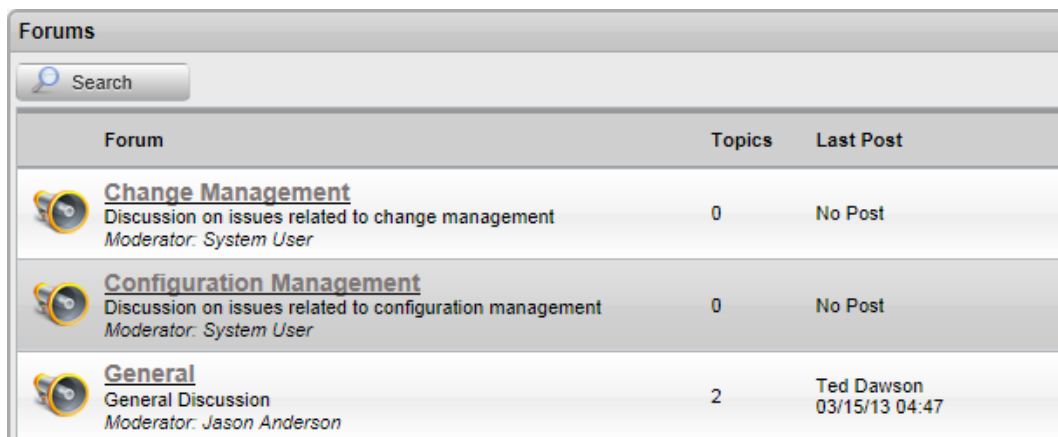 Forums
Search
Forum Topics Last Post
Change Management
Discussion on issues related to change management
Moderator: System User
0 No Post
Configuration Management
Discussion on issues related to configuration management
Moderator: System User
0 No Post
General
General Discussion
Moderator: Jason Anderson
2 Ted Dawson
03/15/13 04:47